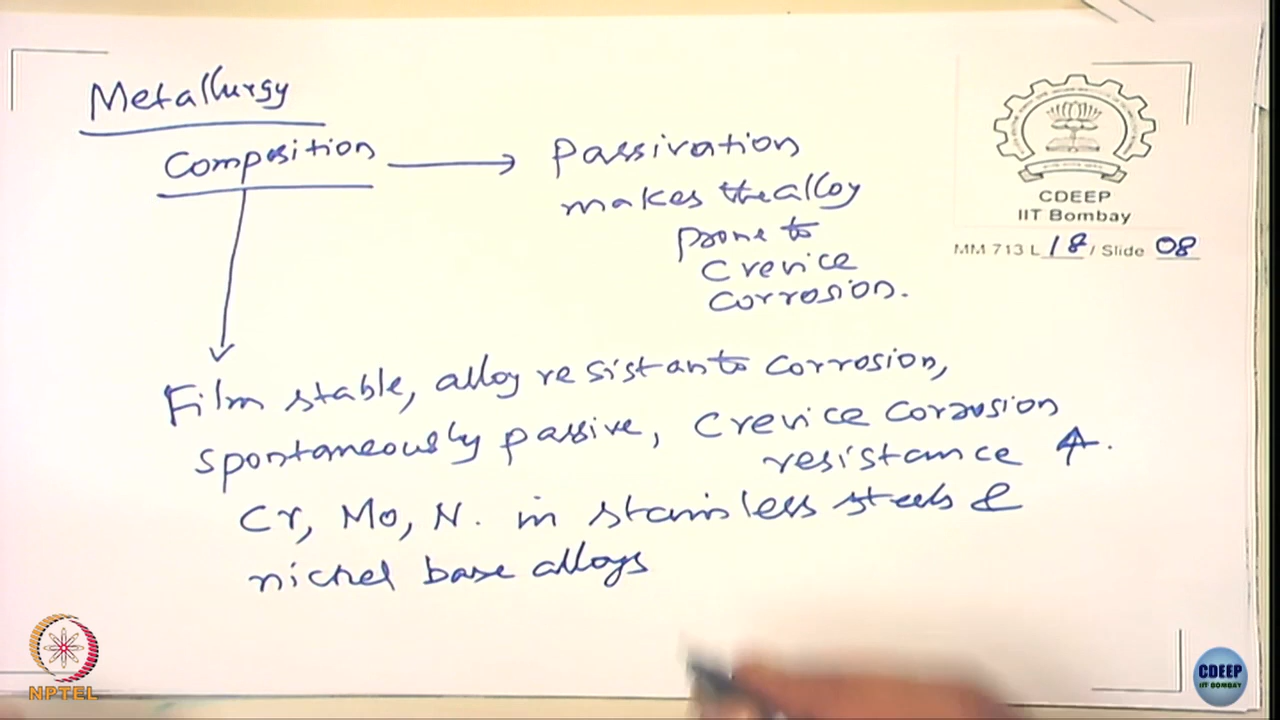 Metallurgy
Composition → Passivation
makes the alloy
prone to
crevice
corrosion.
Film stable, alloy resistant to corrosion,
spontaneously passive, crevice corrosion
resistance ↑.
Cr, Mo, N. in stainless steels &
nickel base alloys
CDEEP
IIT Bombay
MM 713 L 18 / Slide 08
NPTEL
CDEEP
IIT BOMBAY